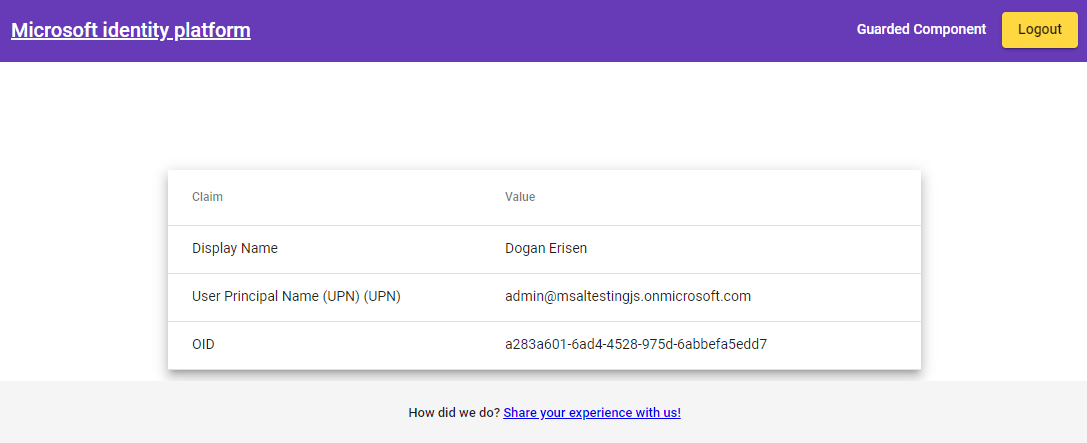 Microsoft identity platform Guarded Component Logout
Claim Value
Display Name Dogan Erisen
User Principal Name (UPN) (UPN) admin@msaltestingjs.onmicrosoft.com
OID a283a601-6ad4-4528-975d-6abbefa5edd7
How did we do? Share your experience with us!